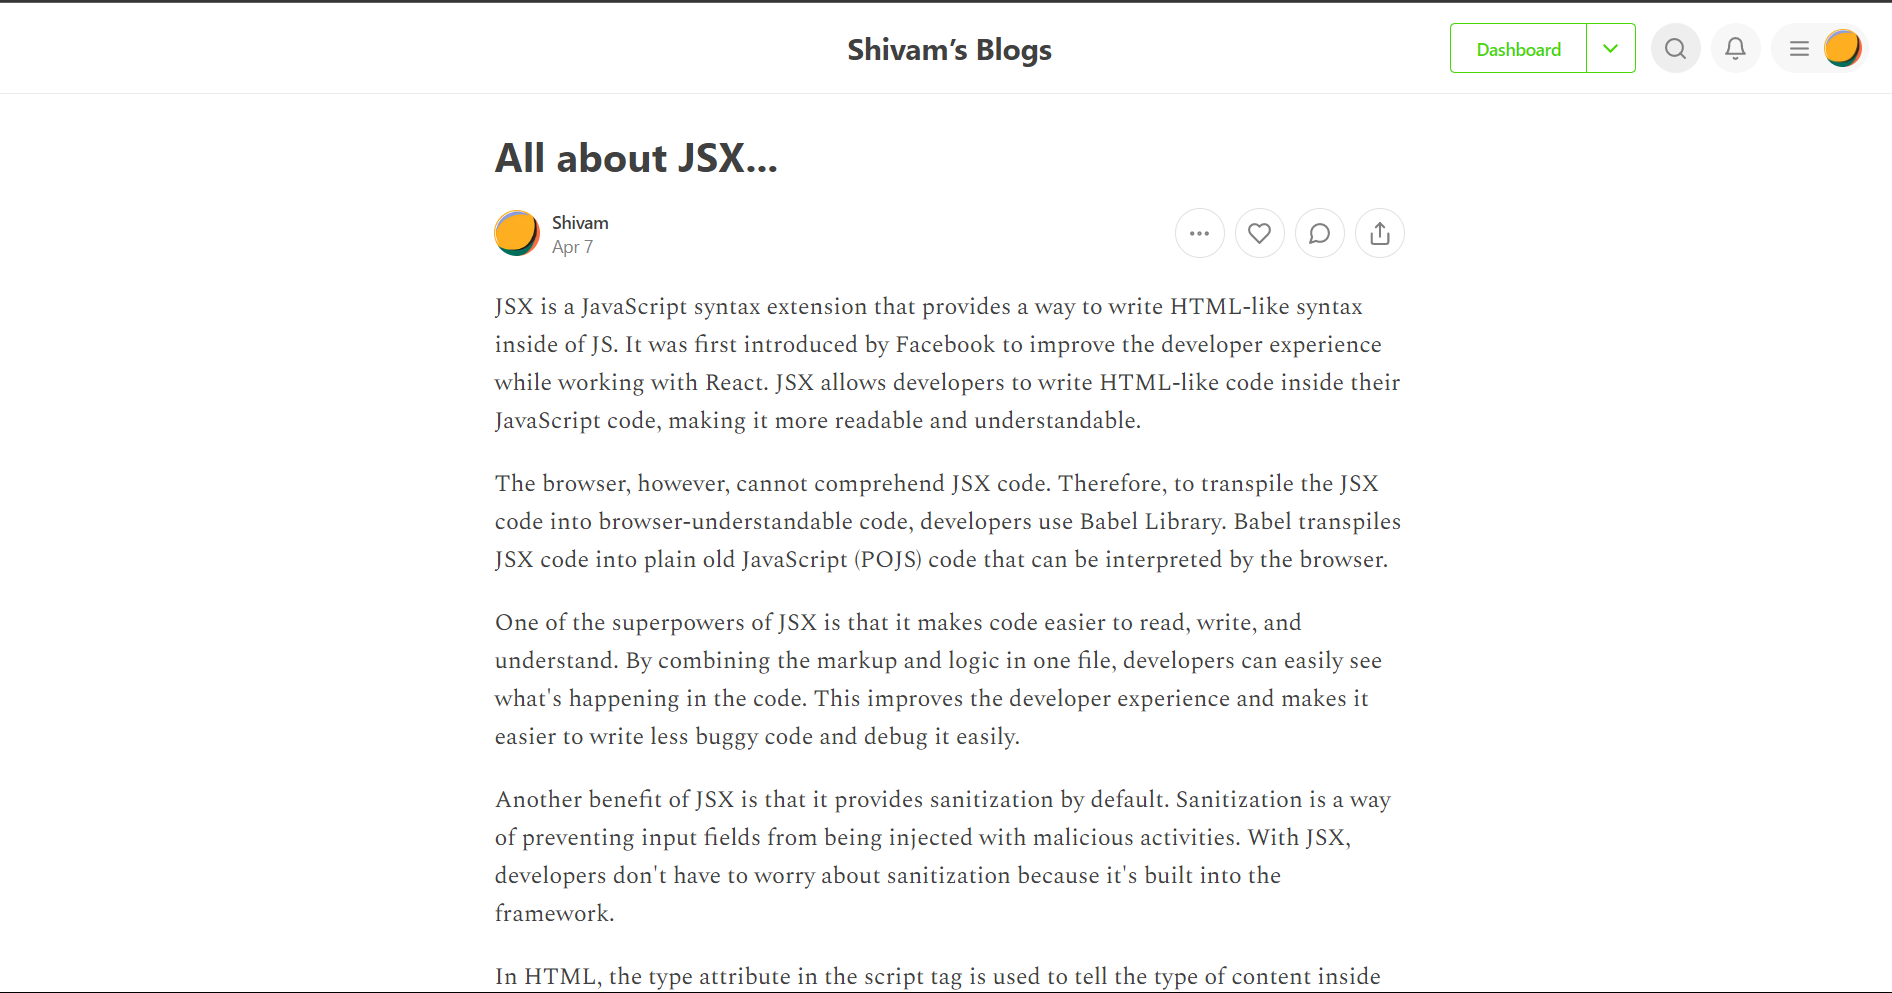 Shivam’s Blogs
Dashboard
All about JSX...
Shivam
Apr 7
JSX is a JavaScript syntax extension that provides a way to write HTML-like syntax
inside of JS. It was first introduced by Facebook to improve the developer experience
while working with React. JSX allows developers to write HTML-like code inside their
JavaScript code, making it more readable and understandable.
The browser, however, cannot comprehend JSX code. Therefore, to transpile the JSX
code into browser-understandable code, developers use Babel Library. Babel transpiles
JSX code into plain old JavaScript (POJS) code that can be interpreted by the browser.
One of the superpowers of JSX is that it makes code easier to read, write, and
understand. By combining the markup and logic in one file, developers can easily see
what's happening in the code. This improves the developer experience and makes it
easier to write less buggy code and debug it easily.
Another benefit of JSX is that it provides sanitization by default. Sanitization is a way
of preventing input fields from being injected with malicious activities. With JSX,
developers don't have to worry about sanitization because it's built into the
framework.
In HTML, the type attribute in the script tag is used to tell the type of content inside